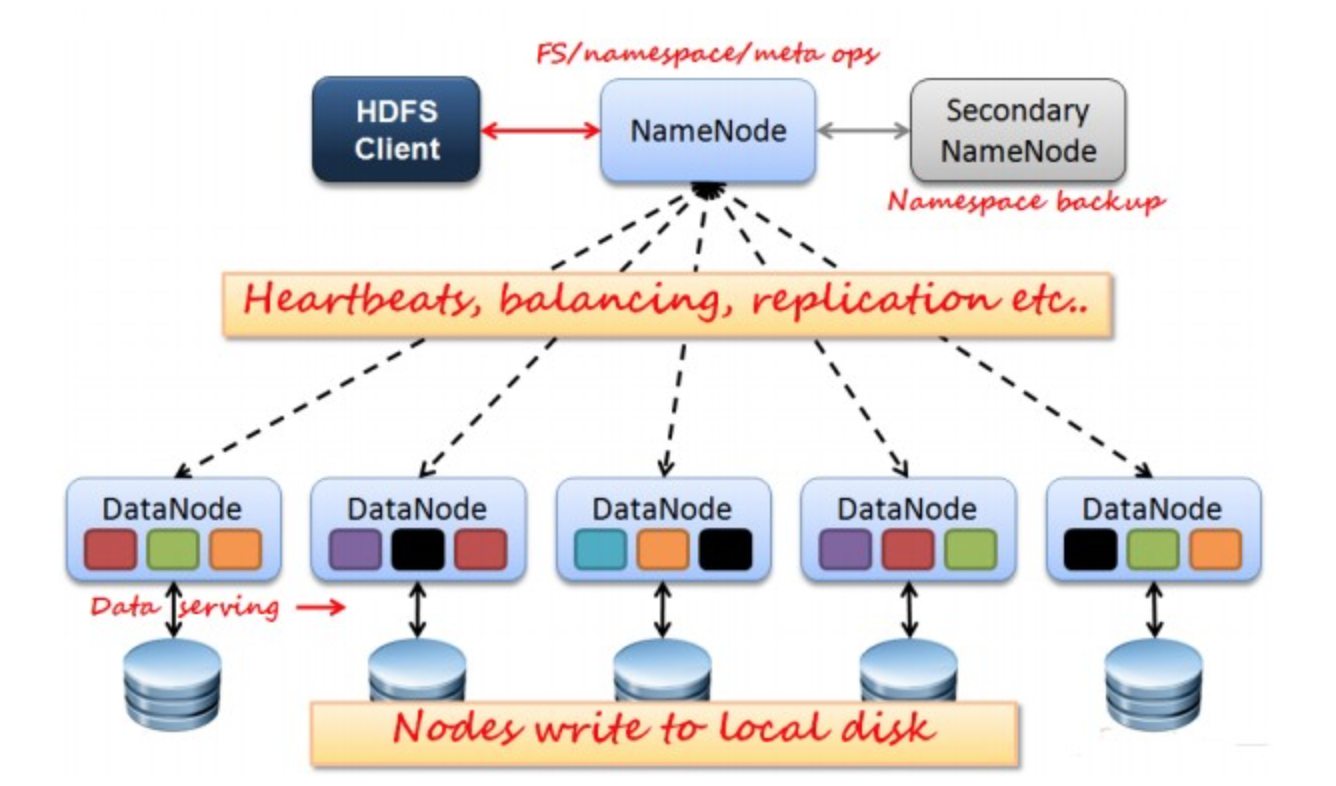 FS/namespace/meta ops
HDFS
Client
NameNode
Secondary
NameNode
Namespace backup
Heartbeats, balancing, replication etc..
DataNode
DataNode
DataNode
DataNode
DataNode
Data serving
Nodes write to local disk